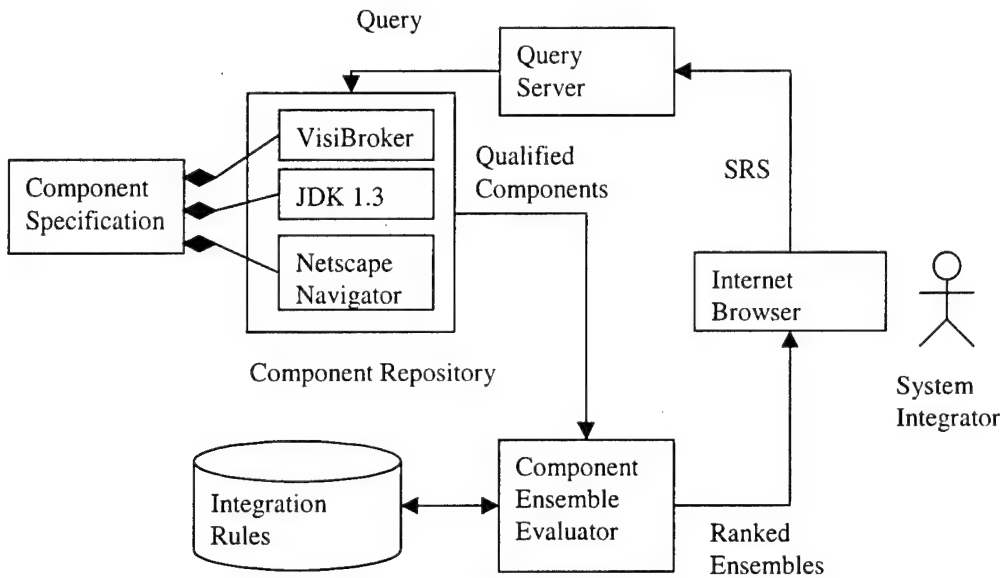 Query
Query
Server
VisiBroker
JDK 1.3
Netscape
Navigator
Component
Specification
Qualified
Components
SRS
Internet
Browser
System
Integrator
Component Repository
Integration
Rules
Component
Ensemble
Evaluator
Ranked
Ensembles